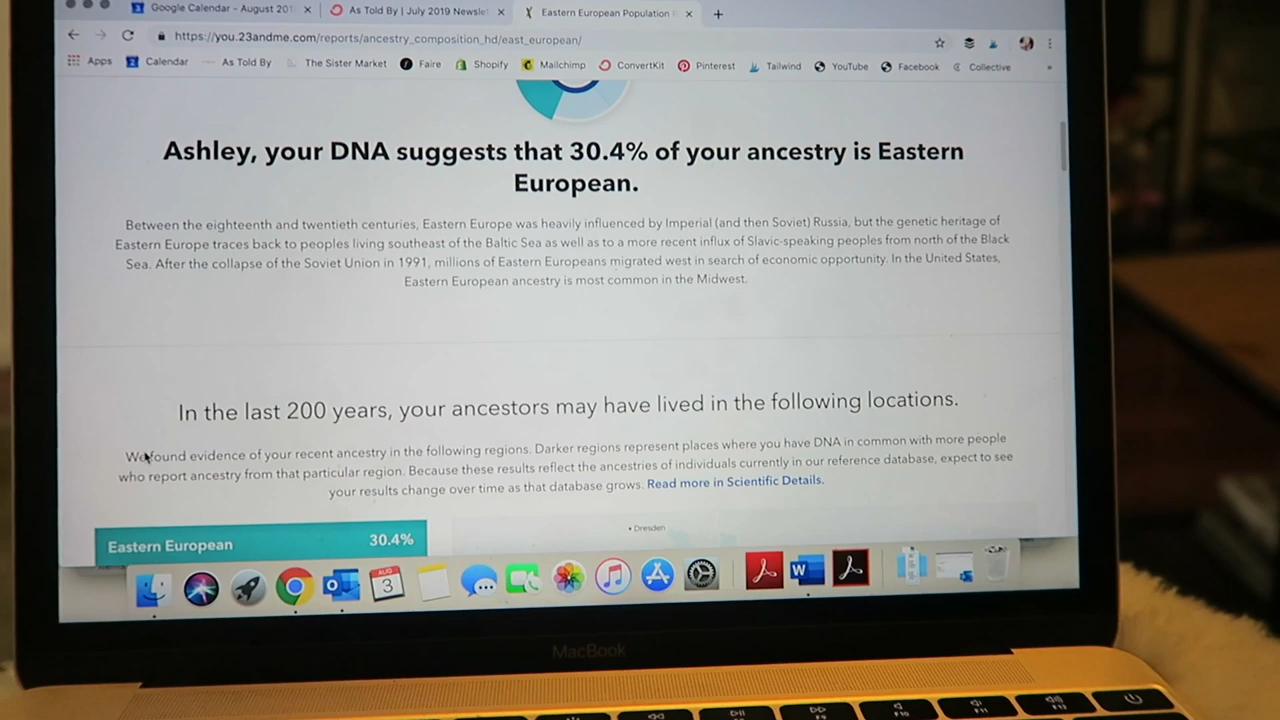 Google Calendar - August 201
As Told By | July 2019 Newslet
Eastern European Population
https://you.23andme.com/reports/ancestry_composition_hd/east_european/
Apps Calendar As Told By The Sister Market Faire Shopify Mailchimp ConvertKit Pinterest Tailwind YouTube Facebook Collective »
Ashley, your DNA suggests that 30.4% of your ancestry is Eastern
European.
Between the eighteenth and twentieth centuries, Eastern Europe was heavily influenced by Imperial (and then Soviet) Russia, but the genetic heritage of
Eastern Europe traces back to peoples living southeast of the Baltic Sea as well as to a more recent influx of Slavic-speaking peoples from north of the Black
Sea. After the collapse of the Soviet Union in 1991, millions of Eastern Europeans migrated west in search of economic opportunity. In the United States,
Eastern European ancestry is most common in the Midwest.
In the last 200 years, your ancestors may have lived in the following locations.
We found evidence of your recent ancestry in the following regions. Darker regions represent places where you have DNA in common with more people
who report ancestry from that particular region. Because these results reflect the ancestries of individuals currently in our reference database, expect to see
your results change over time as that database grows. Read more in Scientific Details.
Eastern European 30.4%
Dresden
AUG
3
W
MacBook
F10
F11
F12